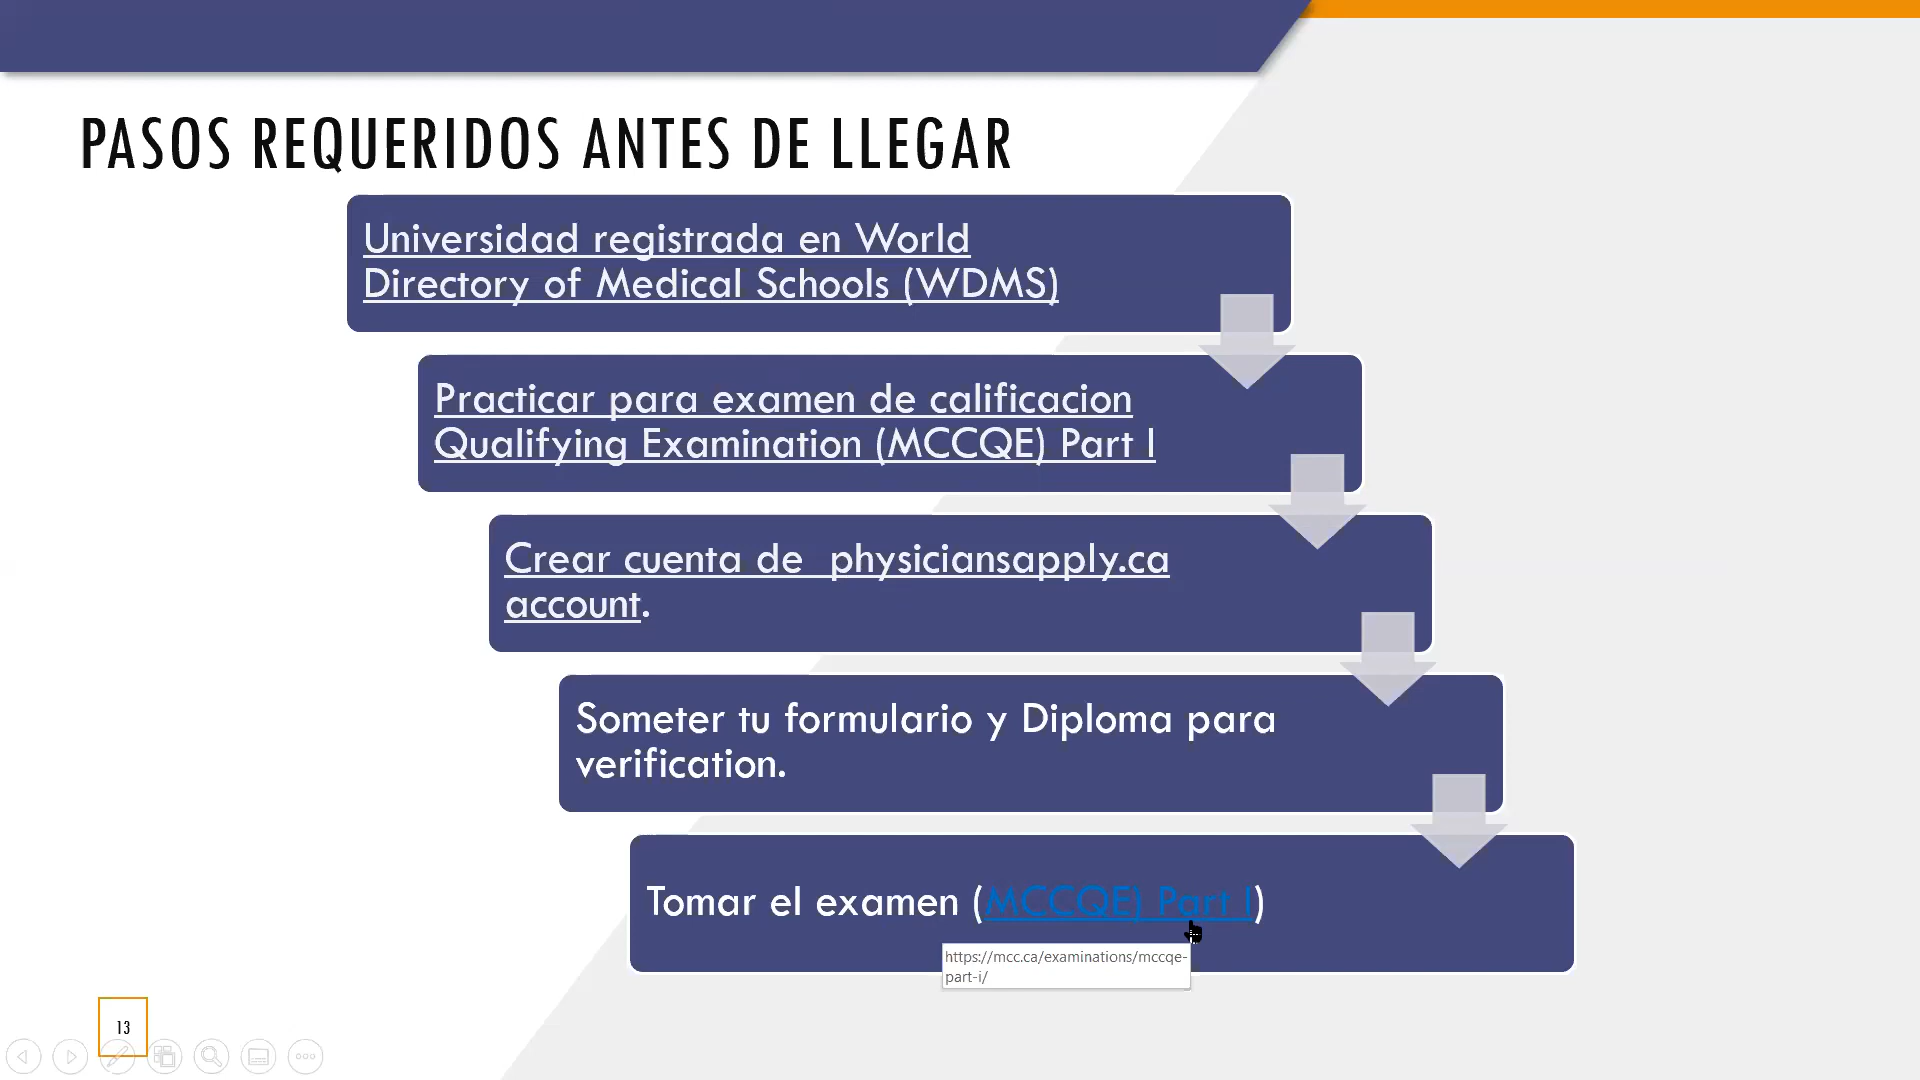 PASOS REQUERIDOS ANTES DE LLEGAR
Universidad registrada en World
Directory of Medical Schools (WDMS)
Practicar para examen de calificacion
Qualifying Examination (MCCQE) Part I
Crear cuenta de  physiciansapply.ca
account.
Someter tu formulario y Diploma para
verification.
Tomar el examen (MCCQE) Part I)
https://mcc.ca/examinations/mccqe-
part-i/
13